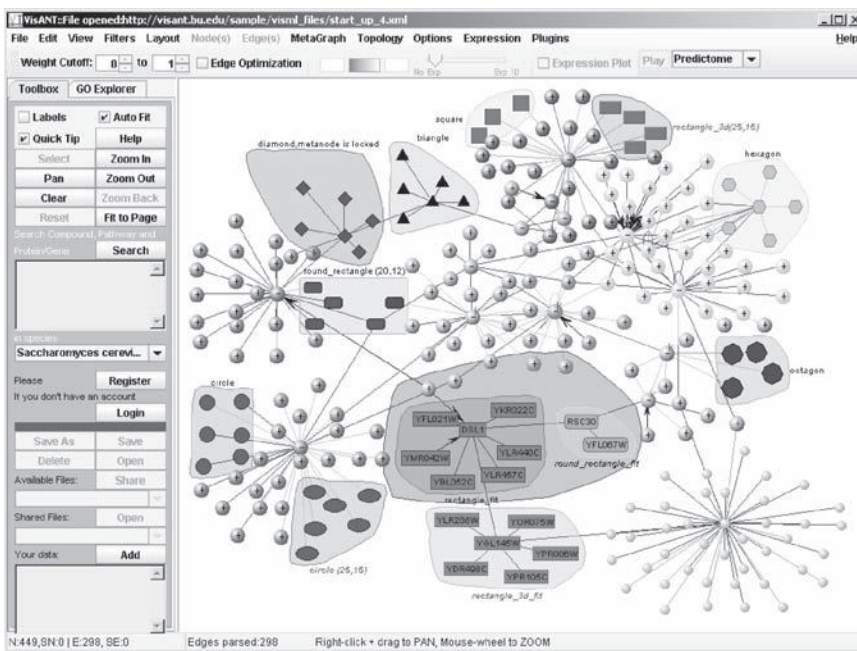 VisANT::File opened:http://visant.bu.edu/sample/visml_files/start_up_4.xml
File Edit View Filters Layout Node(s) Edge(s) MetaGraph Topology Options Expression Plugins Help
Weight Cutoff: 0 to 1 Edge Optimization No Exp Exp 10 Expression Plot Play Predictome
Toolbox GO Explorer
Labels Auto Fit
Quick Tip Help
Select Zoom In
Pan Zoom Out
Clear Zoom Back
Reset Fit to Page
Search Compound, Pathway and
Protein/Gene Search
in species
Saccharomyces cerevi...
Please Register
If you don't have an account
Login
Save As Save
Delete Open
Available Files: Share
Shared Files: Open
Your data: Add
square
rectangle_3d(25,15)
diamond,metanode is locked
triangle
hexagon
round_rectangle (20,12)
octagon
circle
YFL021W
YKR022C
DSL1
RSC30
YMR042W
YLR440C
YFL067W
YBL052C
YLR457C
round_rectangle_fit
rectangle_fit
YLR238W
YOR075W
YGL145W
YPR008W
YDR498C
YPR105C
circle (25,15)
rectangle_3d_fit
N:449,SN:0 | E:298, SE:0 Edges parsed:298 Right-click + drag to PAN, Mouse-wheel to ZOOM